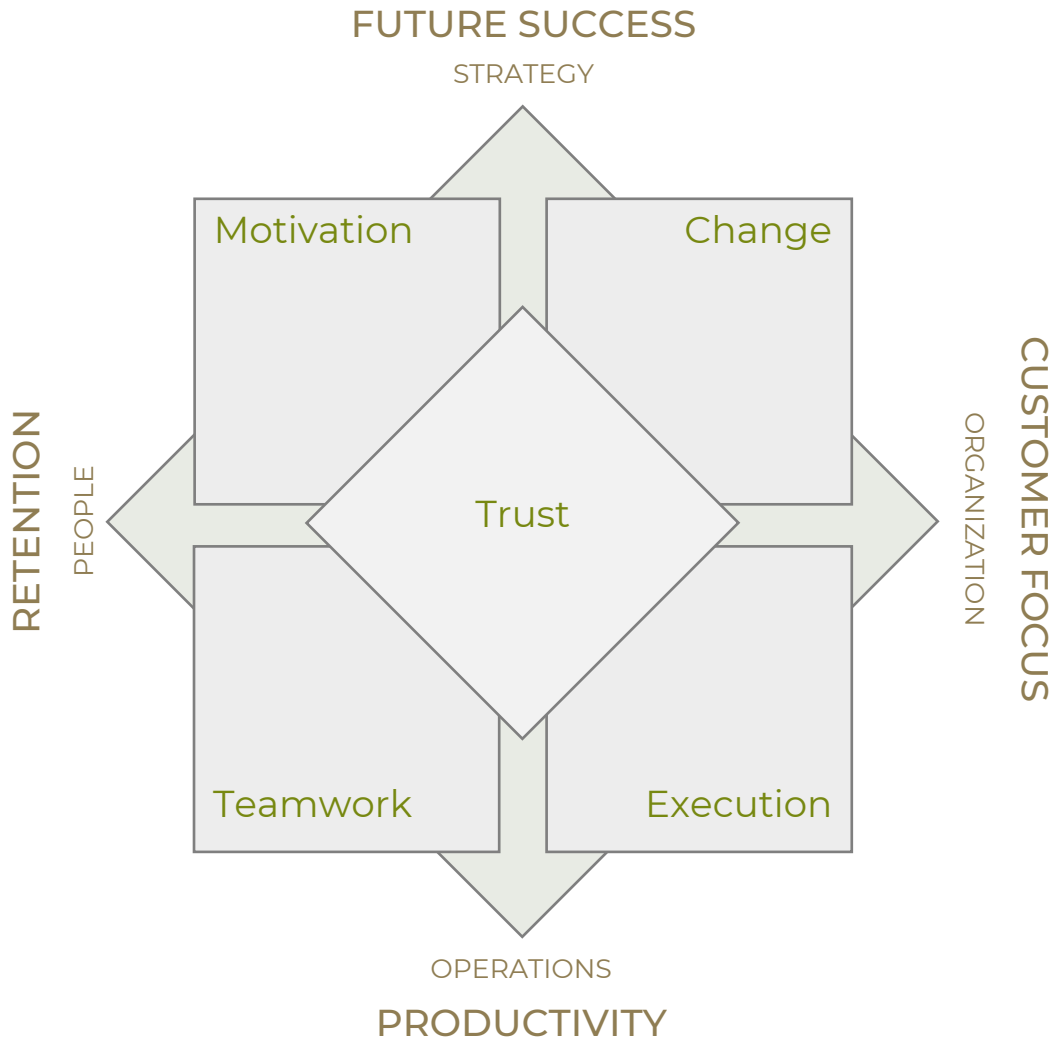 FUTURE SUCCESS
STRATEGY
Motivation
Change
RETENTION
PEOPLE
Trust
ORGANIZATION
CUSTOMER FOCUS
Teamwork
Execution
OPERATIONS
PRODUCTIVITY